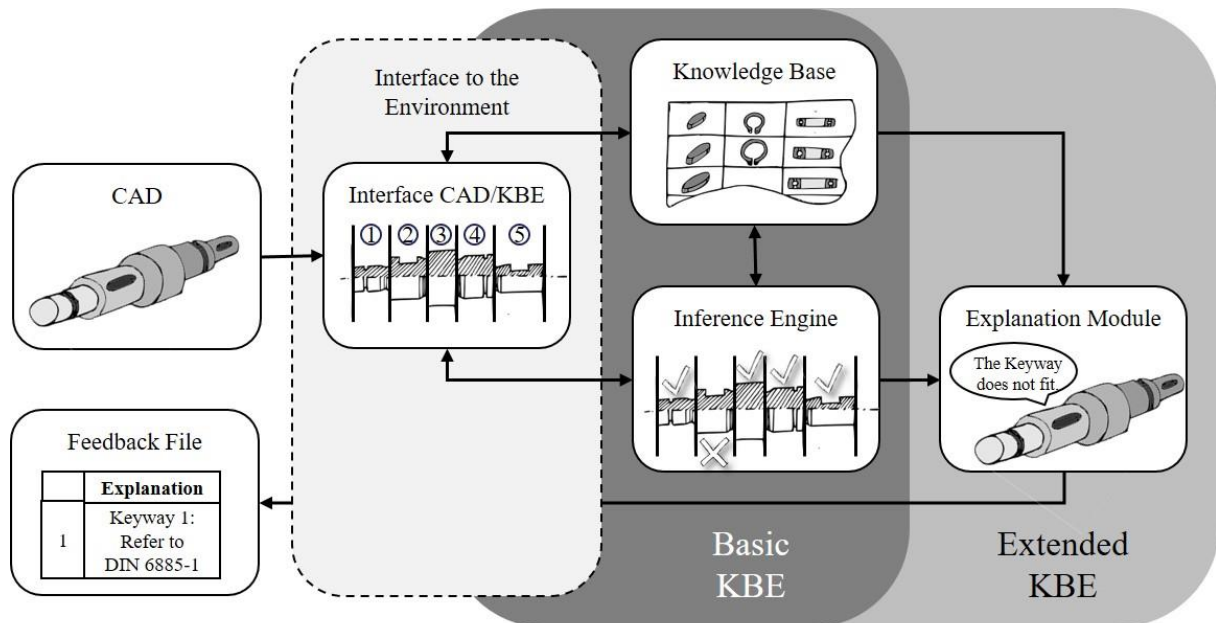 Interface to the
Environment
Knowledge Base
CAD
Interface CAD/KBE
① ② ③ ④ ⑤
Inference Engine
Explanation Module
The Keyway
does not fit.
Feedback File
Explanation
1
Keyway 1:
Refer to
DIN 6885-1
Basic
KBE
Extended
KBE